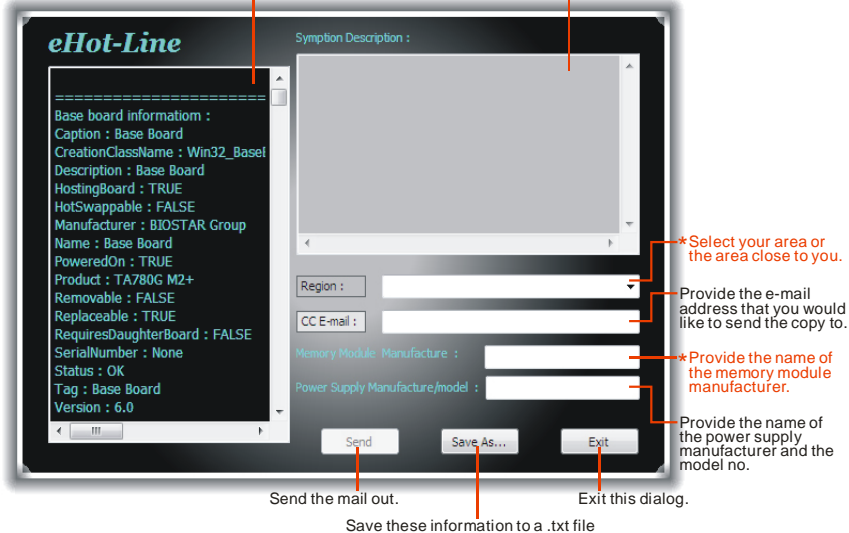 eHot-Line
Symption Description :
=======================
Base board informatiom :
Caption : Base Board
CreationClassName : Win32_BaseB
Description : Base Board
HostingBoard : TRUE
HotSwappable : FALSE
Manufacturer : BIOSTAR Group
Name : Base Board
PoweredOn : TRUE
Product : TA780G M2+
Removable : FALSE
Replaceable : TRUE
RequiresDaughterBoard : FALSE
SerialNumber : None
Status : OK
Tag : Base Board
Version : 6.0
Region :
CC E-mail :
Memory Module Manufacture :
Power Supply Manufacture/model :
Send
Save As...
Exit
*Select your area or
the area close to you.
Provide the e-mail
address that you would
like to send the copy to.
*Provide the name of
the memory module
manufacturer.
Provide the name of
the power supply
manufacturer and the
model no.
Send the mail out.
Exit this dialog.
Save these information to a .txt file